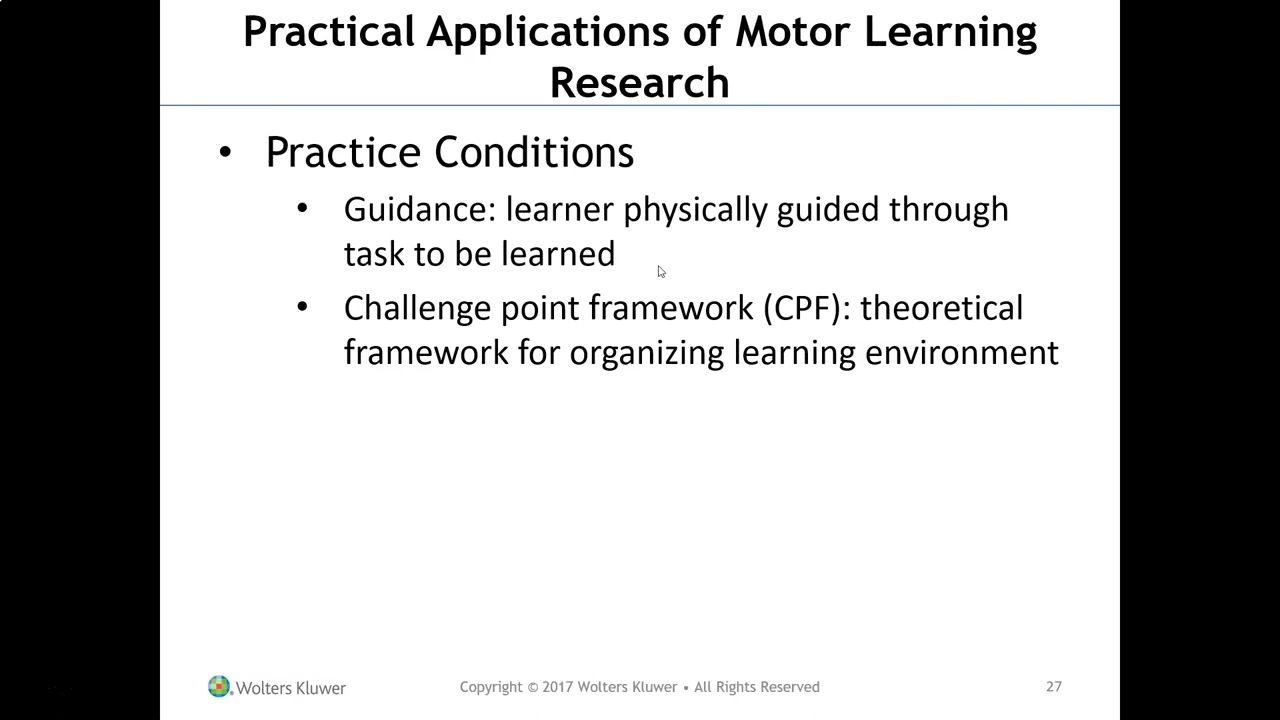 Practical Applications of Motor Learning
Research
• Practice Conditions
• Guidance: learner physically guided through
task to be learned
• Challenge point framework (CPF): theoretical
framework for organizing learning environment
Wolters Kluwer
Copyright © 2017 Wolters Kluwer • All Rights Reserved
27